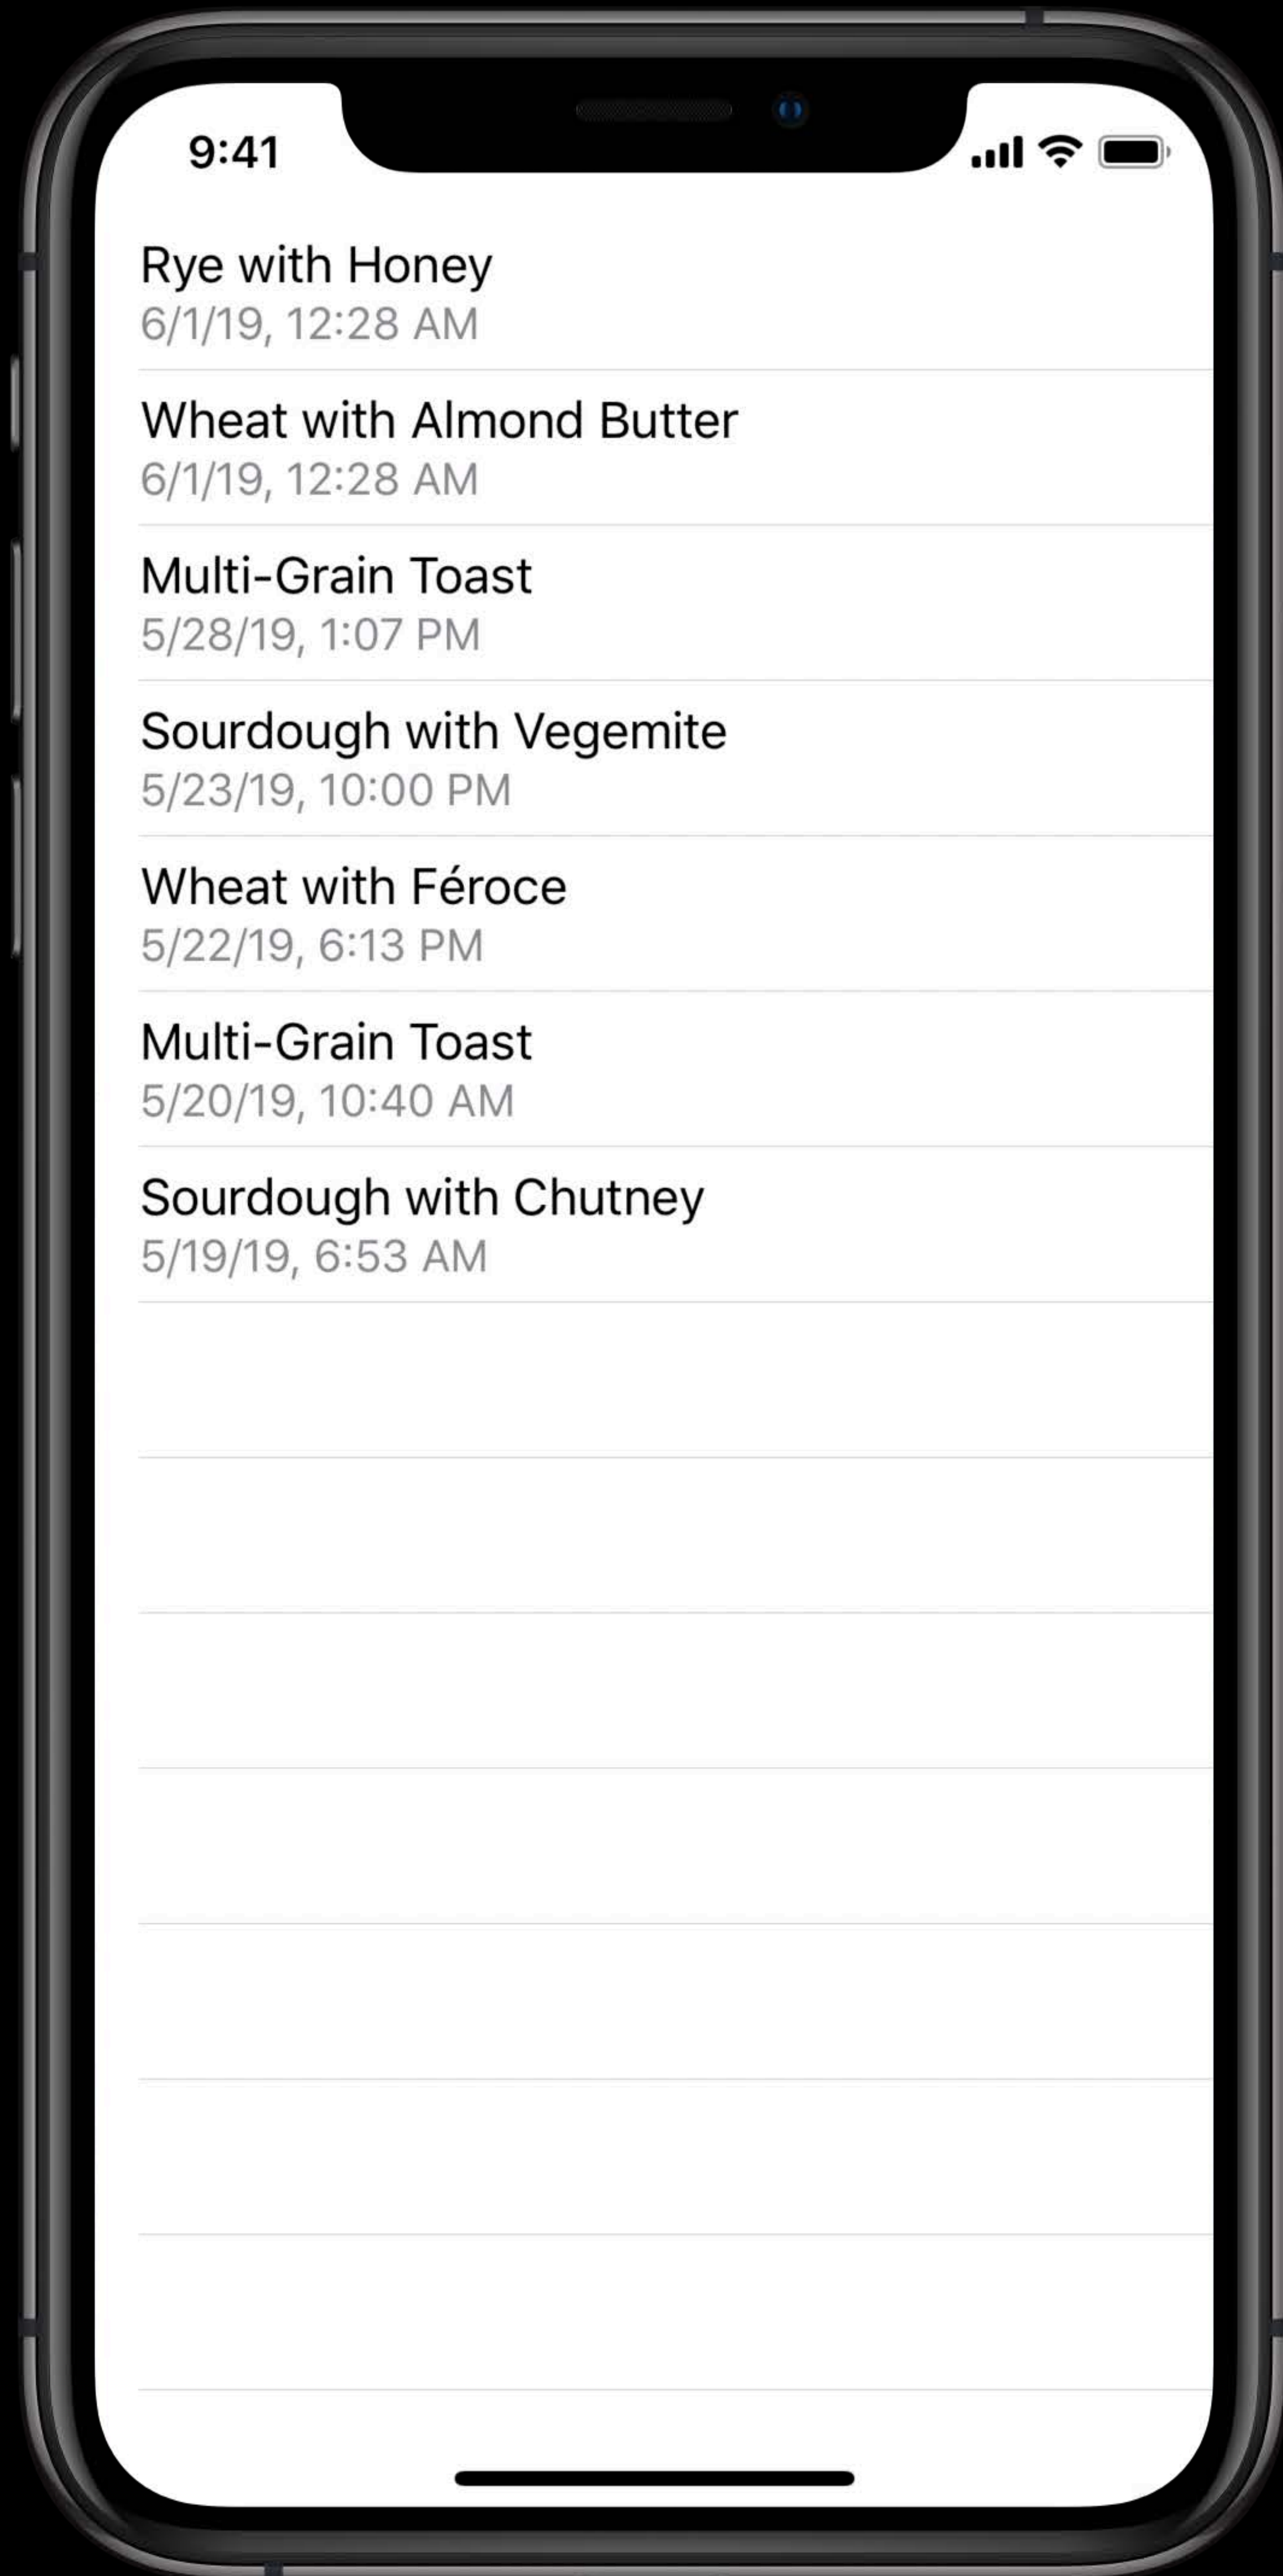 9:41
Rye with Honey
6/1/19, 12:28 AM
Wheat with Almond Butter
6/1/19, 12:28 AM
Multi-Grain Toast
5/28/19, 1:07 PM
Sourdough with Vegemite
5/23/19, 10:00 PM
Wheat with Féroce
5/22/19, 6:13 PM
Multi-Grain Toast
5/20/19, 10:40 AM
Sourdough with Chutney
5/19/19, 6:53 AM